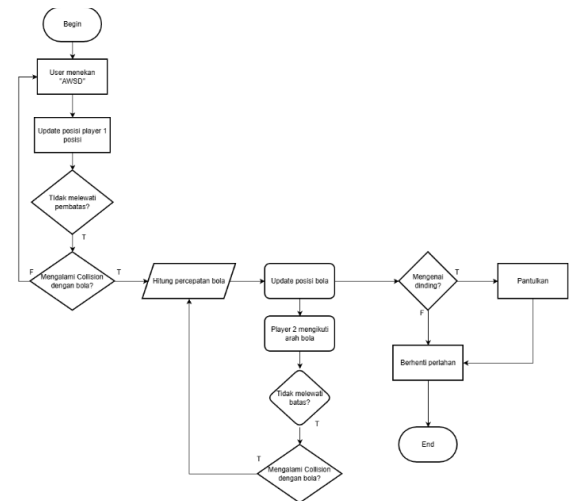 Begin
User menekan
"AWSD"
Update posisi player 1
posisi
Tidak melewati
pembatas?
T
Mengalami Collision
dengan bola?
F
T
Hitung percepatan bola
Update posisi bola
Player 2 mengikuti
arah bola
Tidak melewati
batas?
T
Mengalami Collision
dengan bola?
T
Mengenai
dinding?
T
F
Pantulkan
Berhenti perlahan
End